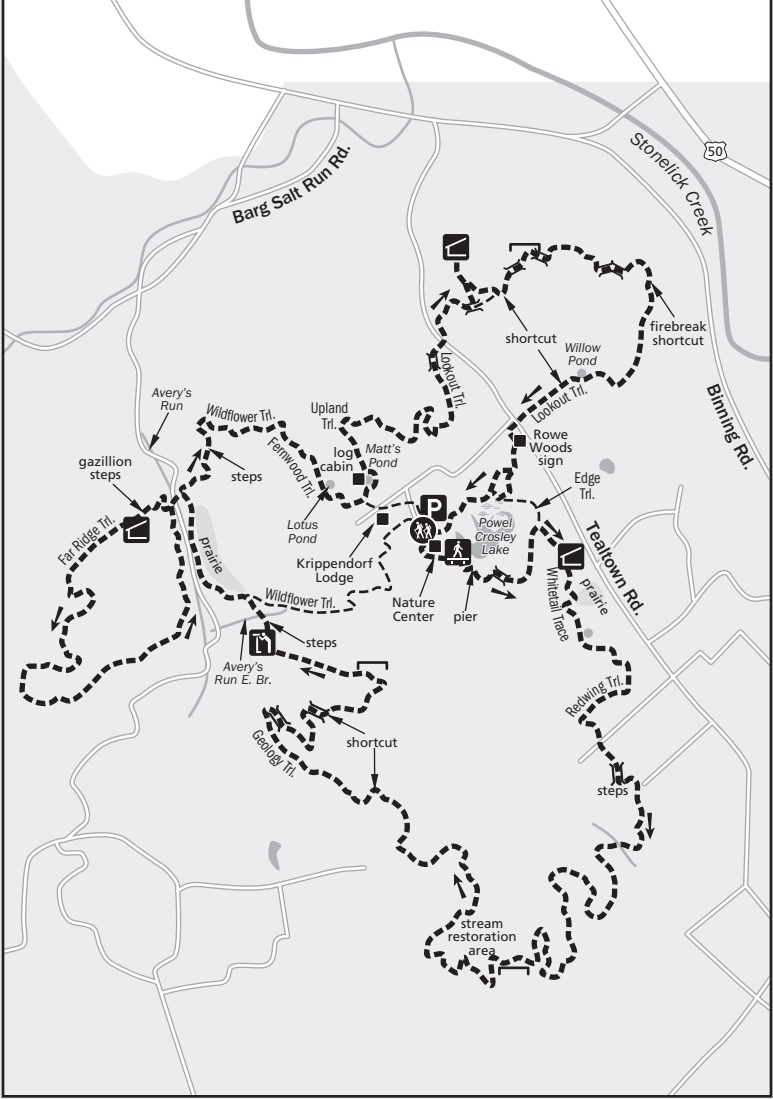 50
Stonelick Creek
Barg Salt Run Rd.
firebreak
shortcut
shortcut
Willow
Pond
Lookout Trl.
Lookout Trl.
Binning Rd.
Avery's
Run
Wildflower Trl.
Upland
Trl.
Rowe
Woods
sign
gazillion
steps
steps
Fernwood Trl.
log
cabin
Matt's
Pond
Edge
Trl.
Lotus
Pond
P
Powel
Crosley
Lake
Far Ridge Trl.
prairie
Krippendorf
Lodge
Tealtown Rd.
Wildflower Trl.
Nature
Center
pier
Whitetail Trace
prairie
steps
Avery's
Run E. Br.
Redwing Trl.
shortcut
Geology Trl.
steps
stream
restoration
area